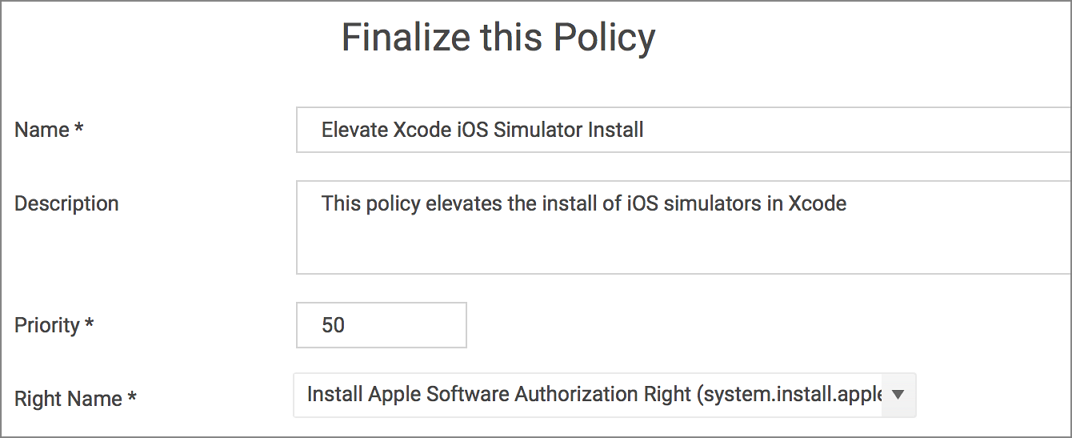 Finalize this Policy
Name * Elevate Xcode iOS Simulator Install
Description This policy elevates the install of iOS simulators in Xcode
Priority * 50
Right Name * Install Apple Software Authorization Right (system.install.apple